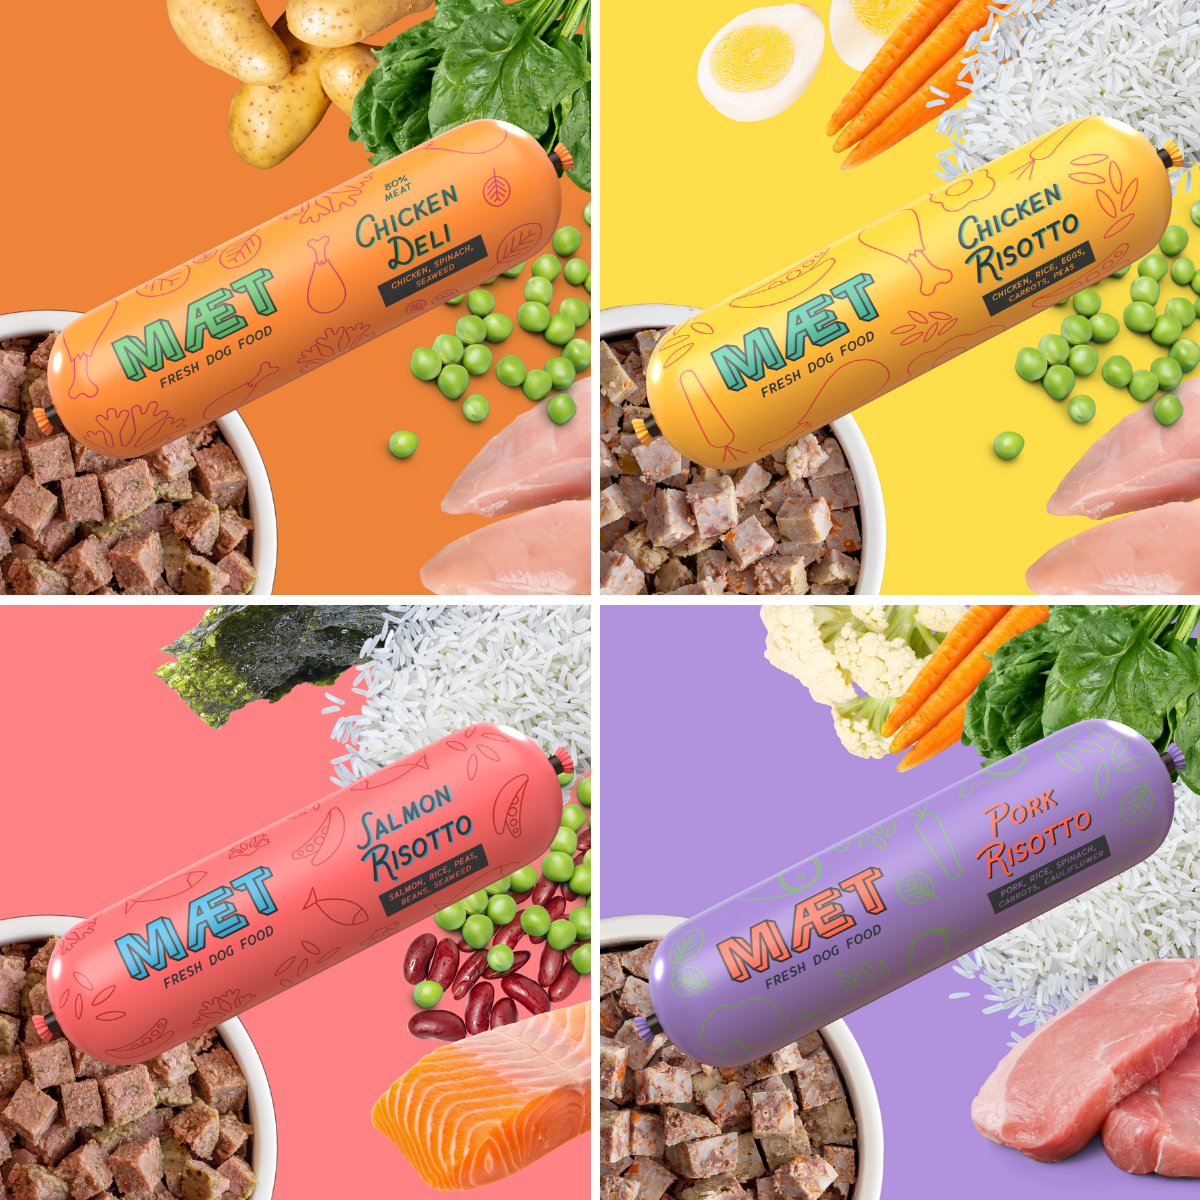 80%
MEAT
CHICKEN
DELI
CHICKEN, SPINACH,
SEAWEED
MÆT
FRESH DOG FOOD
CHICKEN
RISOTTO
CHICKEN, RICE, EGGS,
CARROTS, PEAS
MÆT
FRESH DOG FOOD
SALMON
RISOTTO
SALMON, RICE, PEAS,
BEANS, SEAWEED
MÆT
FRESH DOG FOOD
PORK
RISOTTO
PORK, RICE, SPINACH,
CARROTS, CAULIFLOWER
MÆT
FRESH DOG FOOD